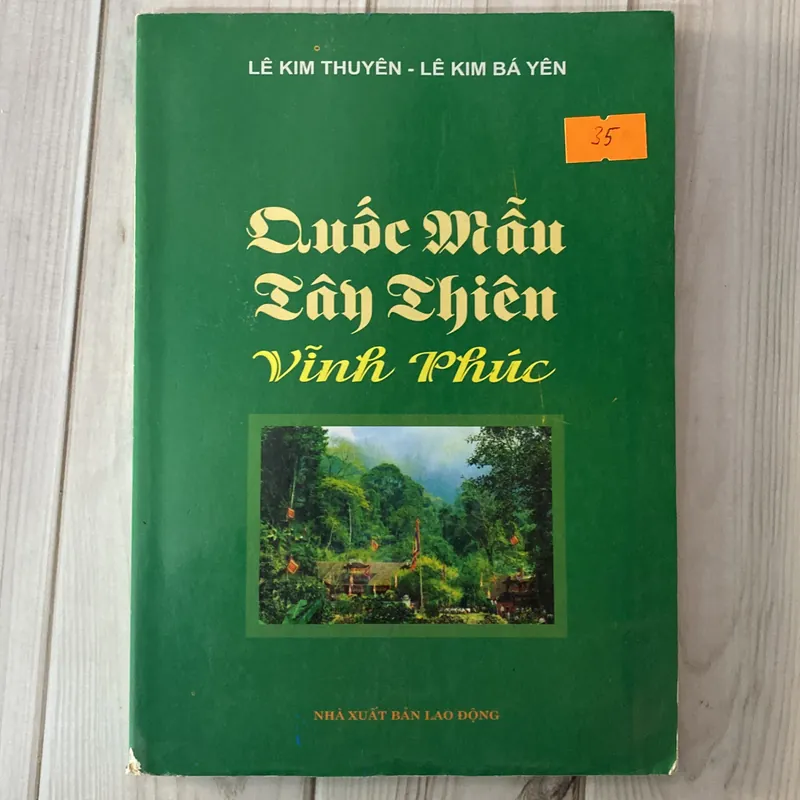 LÊ KIM THUYÊN - LÊ KIM BÁ YÊN
35
Quốc Mẫu
Tây Thiên
Vĩnh Phúc
NHÀ XUẤT BẢN LAO ĐỘNG